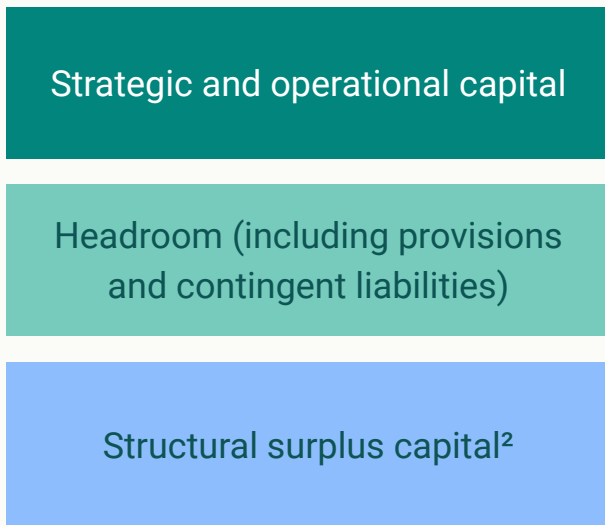 Strategic and operational capital
Headroom (including provisions
and contingent liabilities)
Structural surplus capital²